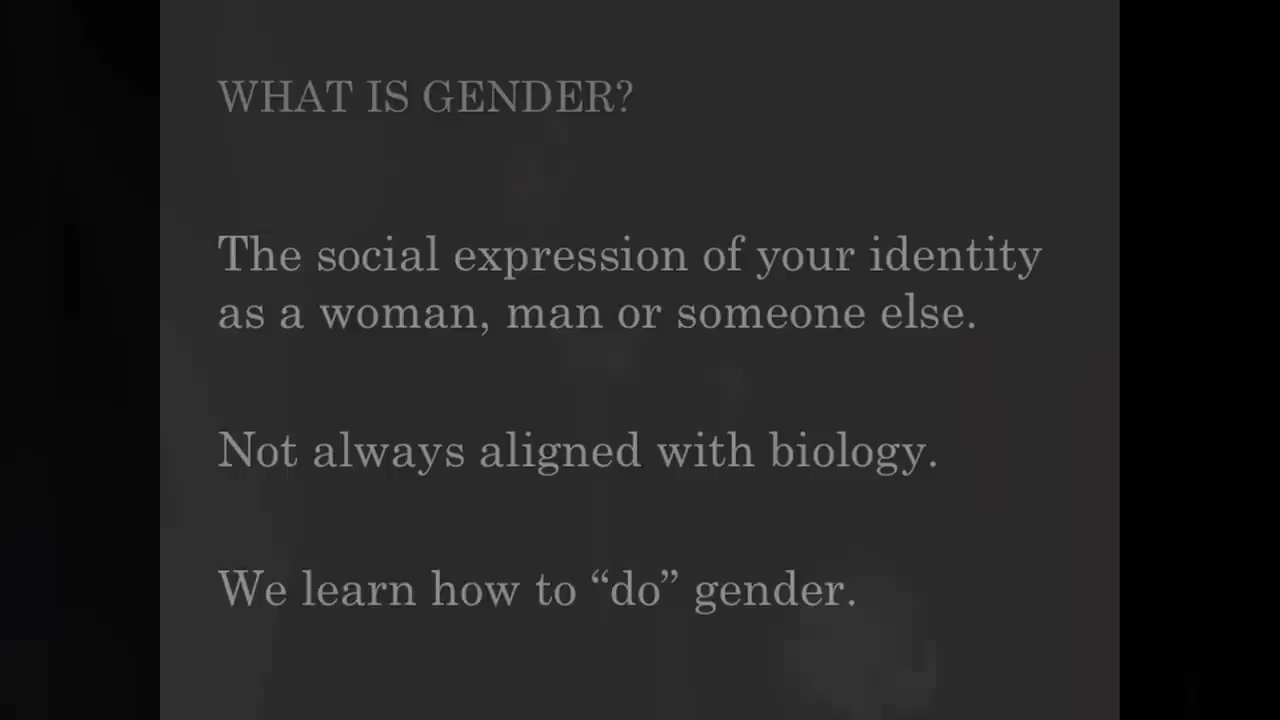 WHAT IS GENDER?
The social expression of your identity
as a woman, man or someone else.
Not always aligned with biology.
We learn how to “do” gender.